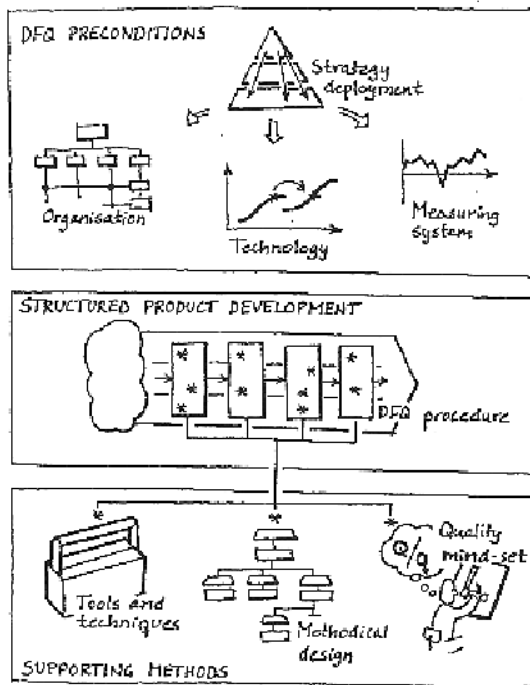 DFQ PRECONDITIONS
Strategy
deployment
Organisation
Technology
Measuring
system
STRUCTURED PRODUCT DEVELOPMENT
DFQ procedure
Tools and
techniques
Methodical
design
Q/q
Quality
mind-set
SUPPORTING METHODS